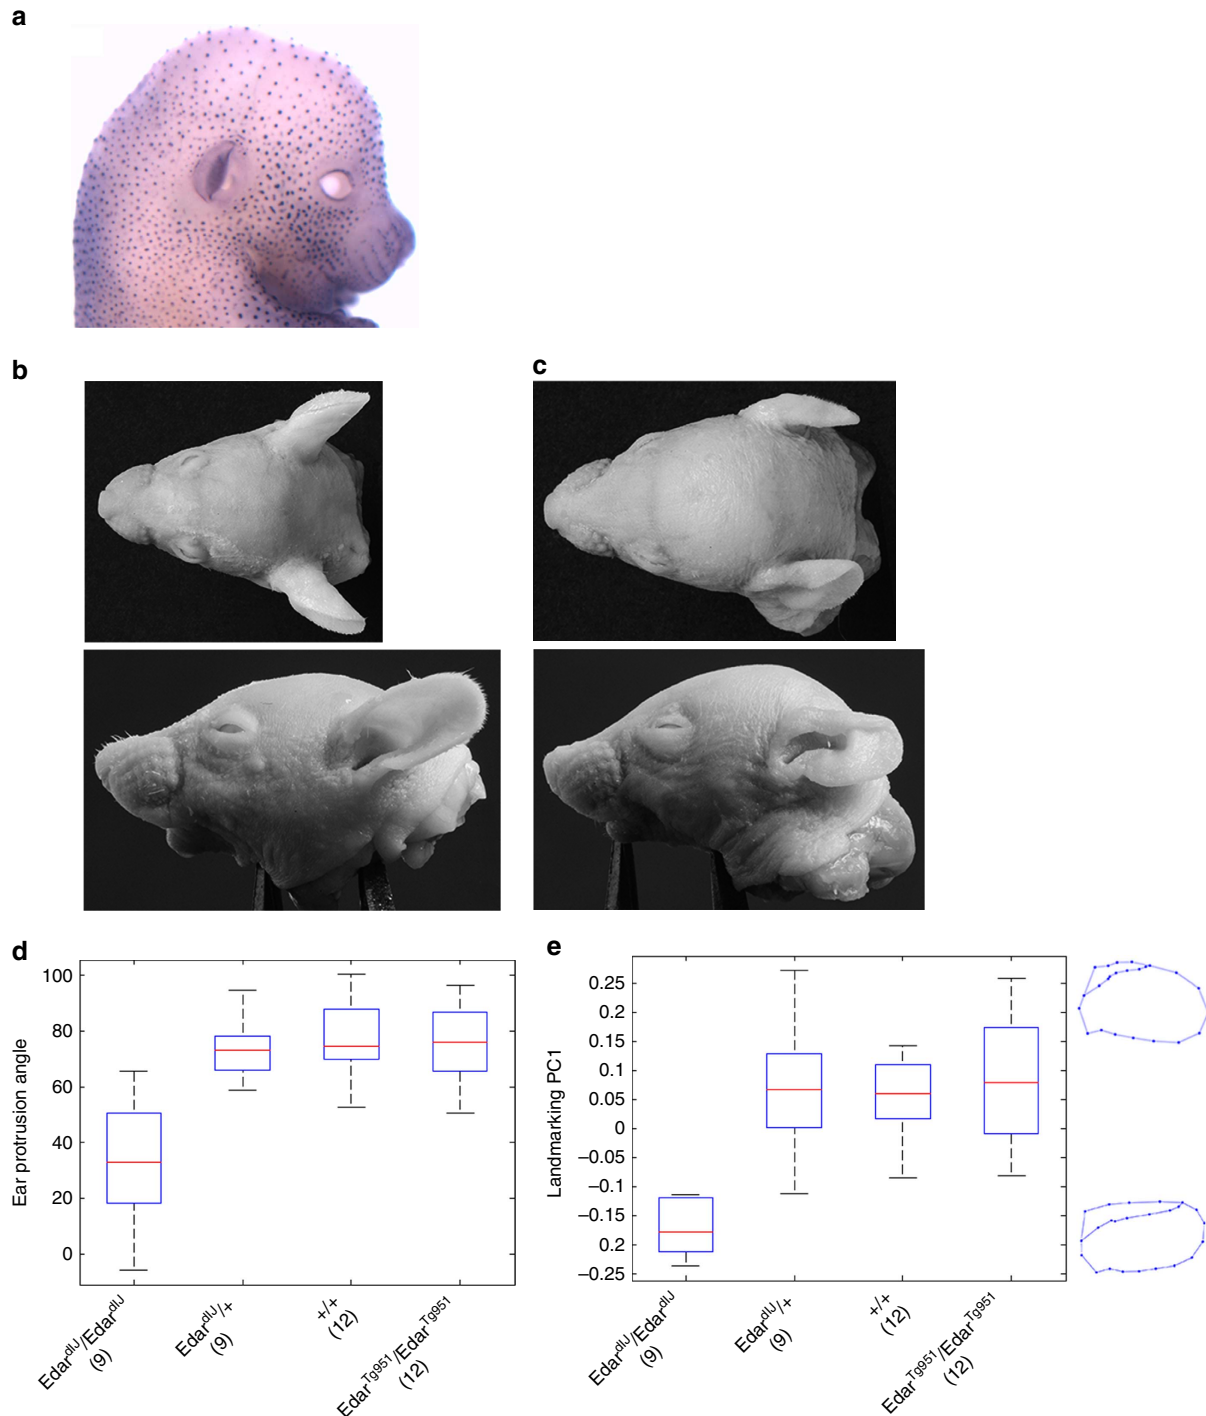 a
b
c
d
e
Ear protrusion angle
100
80
60
40
20
0
Edar^dlJ/Edar^dlJ
(9)
Edar^dlJ/+
(9)
+/+
(12)
Edar^Tg951/Edar^Tg951
(12)
Landmarking PC1
0.25
0.2
0.15
0.1
0.05
0
−0.05
−0.1
−0.15
0.2
−0.25
Edar^dlJ/Edar^dlJ
(9)
Edar^dlJ/+
(9)
+/+
(12)
Edar^Tg951/Edar^Tg951
(12)